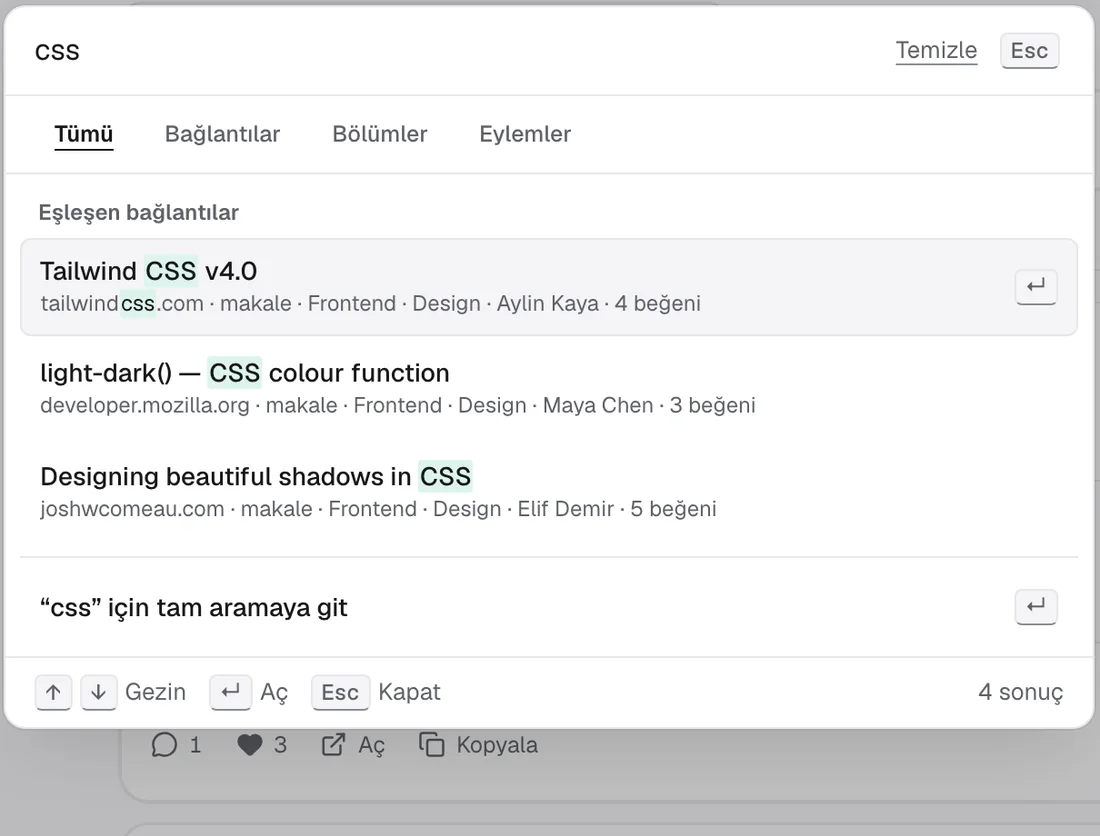 css Temizle Esc
Tümü Bağlantılar Bölümler Eylemler
Eşleşen bağlantılar
Tailwind CSS v4.0
tailwindcss.com · makale · Frontend · Design · Aylin Kaya · 4 beğeni
light-dark() — CSS colour function
developer.mozilla.org · makale · Frontend · Design · Maya Chen · 3 beğeni
Designing beautiful shadows in CSS
joshwcomeau.com · makale · Frontend · Design · Elif Demir · 5 beğeni
“css” için tam aramaya git
Gezin Aç Esc Kapat 4 sonuç
1 3 Aç Kopyala